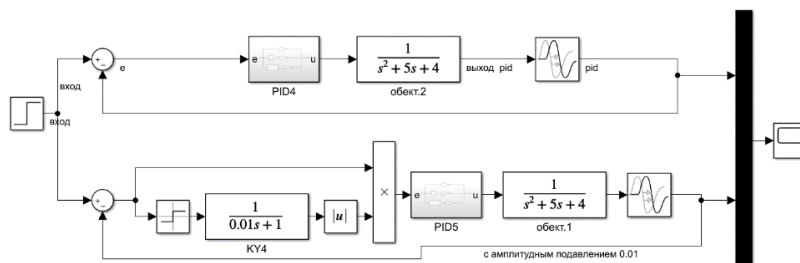 вход
e
e u
PID4
1
s² + 5s + 4
обект.2
выход pid
pid
вход
1
0.01s + 1
KY4
|u|
×
e u
PID5
1
s² + 5s + 4
обект.1
с амплитудным подавлением 0.01